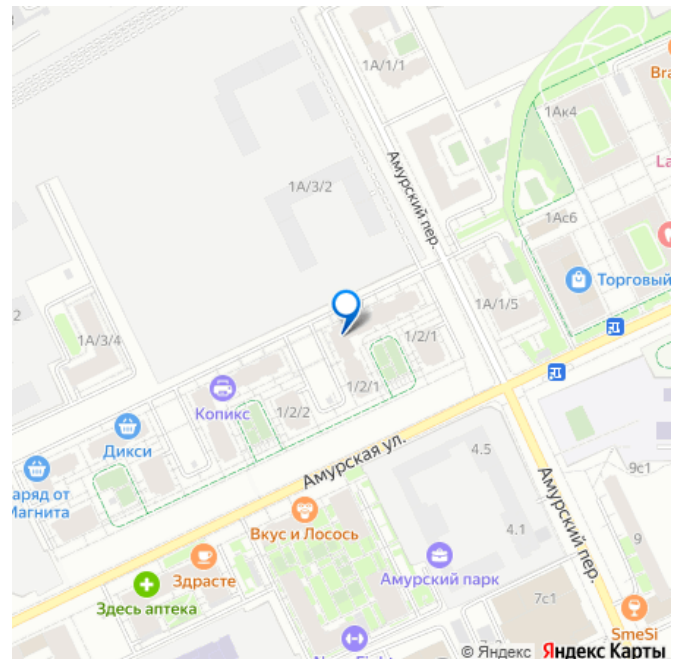 1А/1/1
Bra
1Ак4
Амурский пер.
La
1А/3/2
1Ас6
Торговый
1А/1/5
2
1А/3/4
1/2/1
Копикс
1/2/1
1/2/2
Дикси
Амурская ул.
4.5
9с1
аряд от
Магнита
Вкус и Лосось
4.1
Амурский пер.
9
Здрасте
Амурский парк
7с1
Здесь аптека
SmeSi
© Яндекс Яндекс Карты